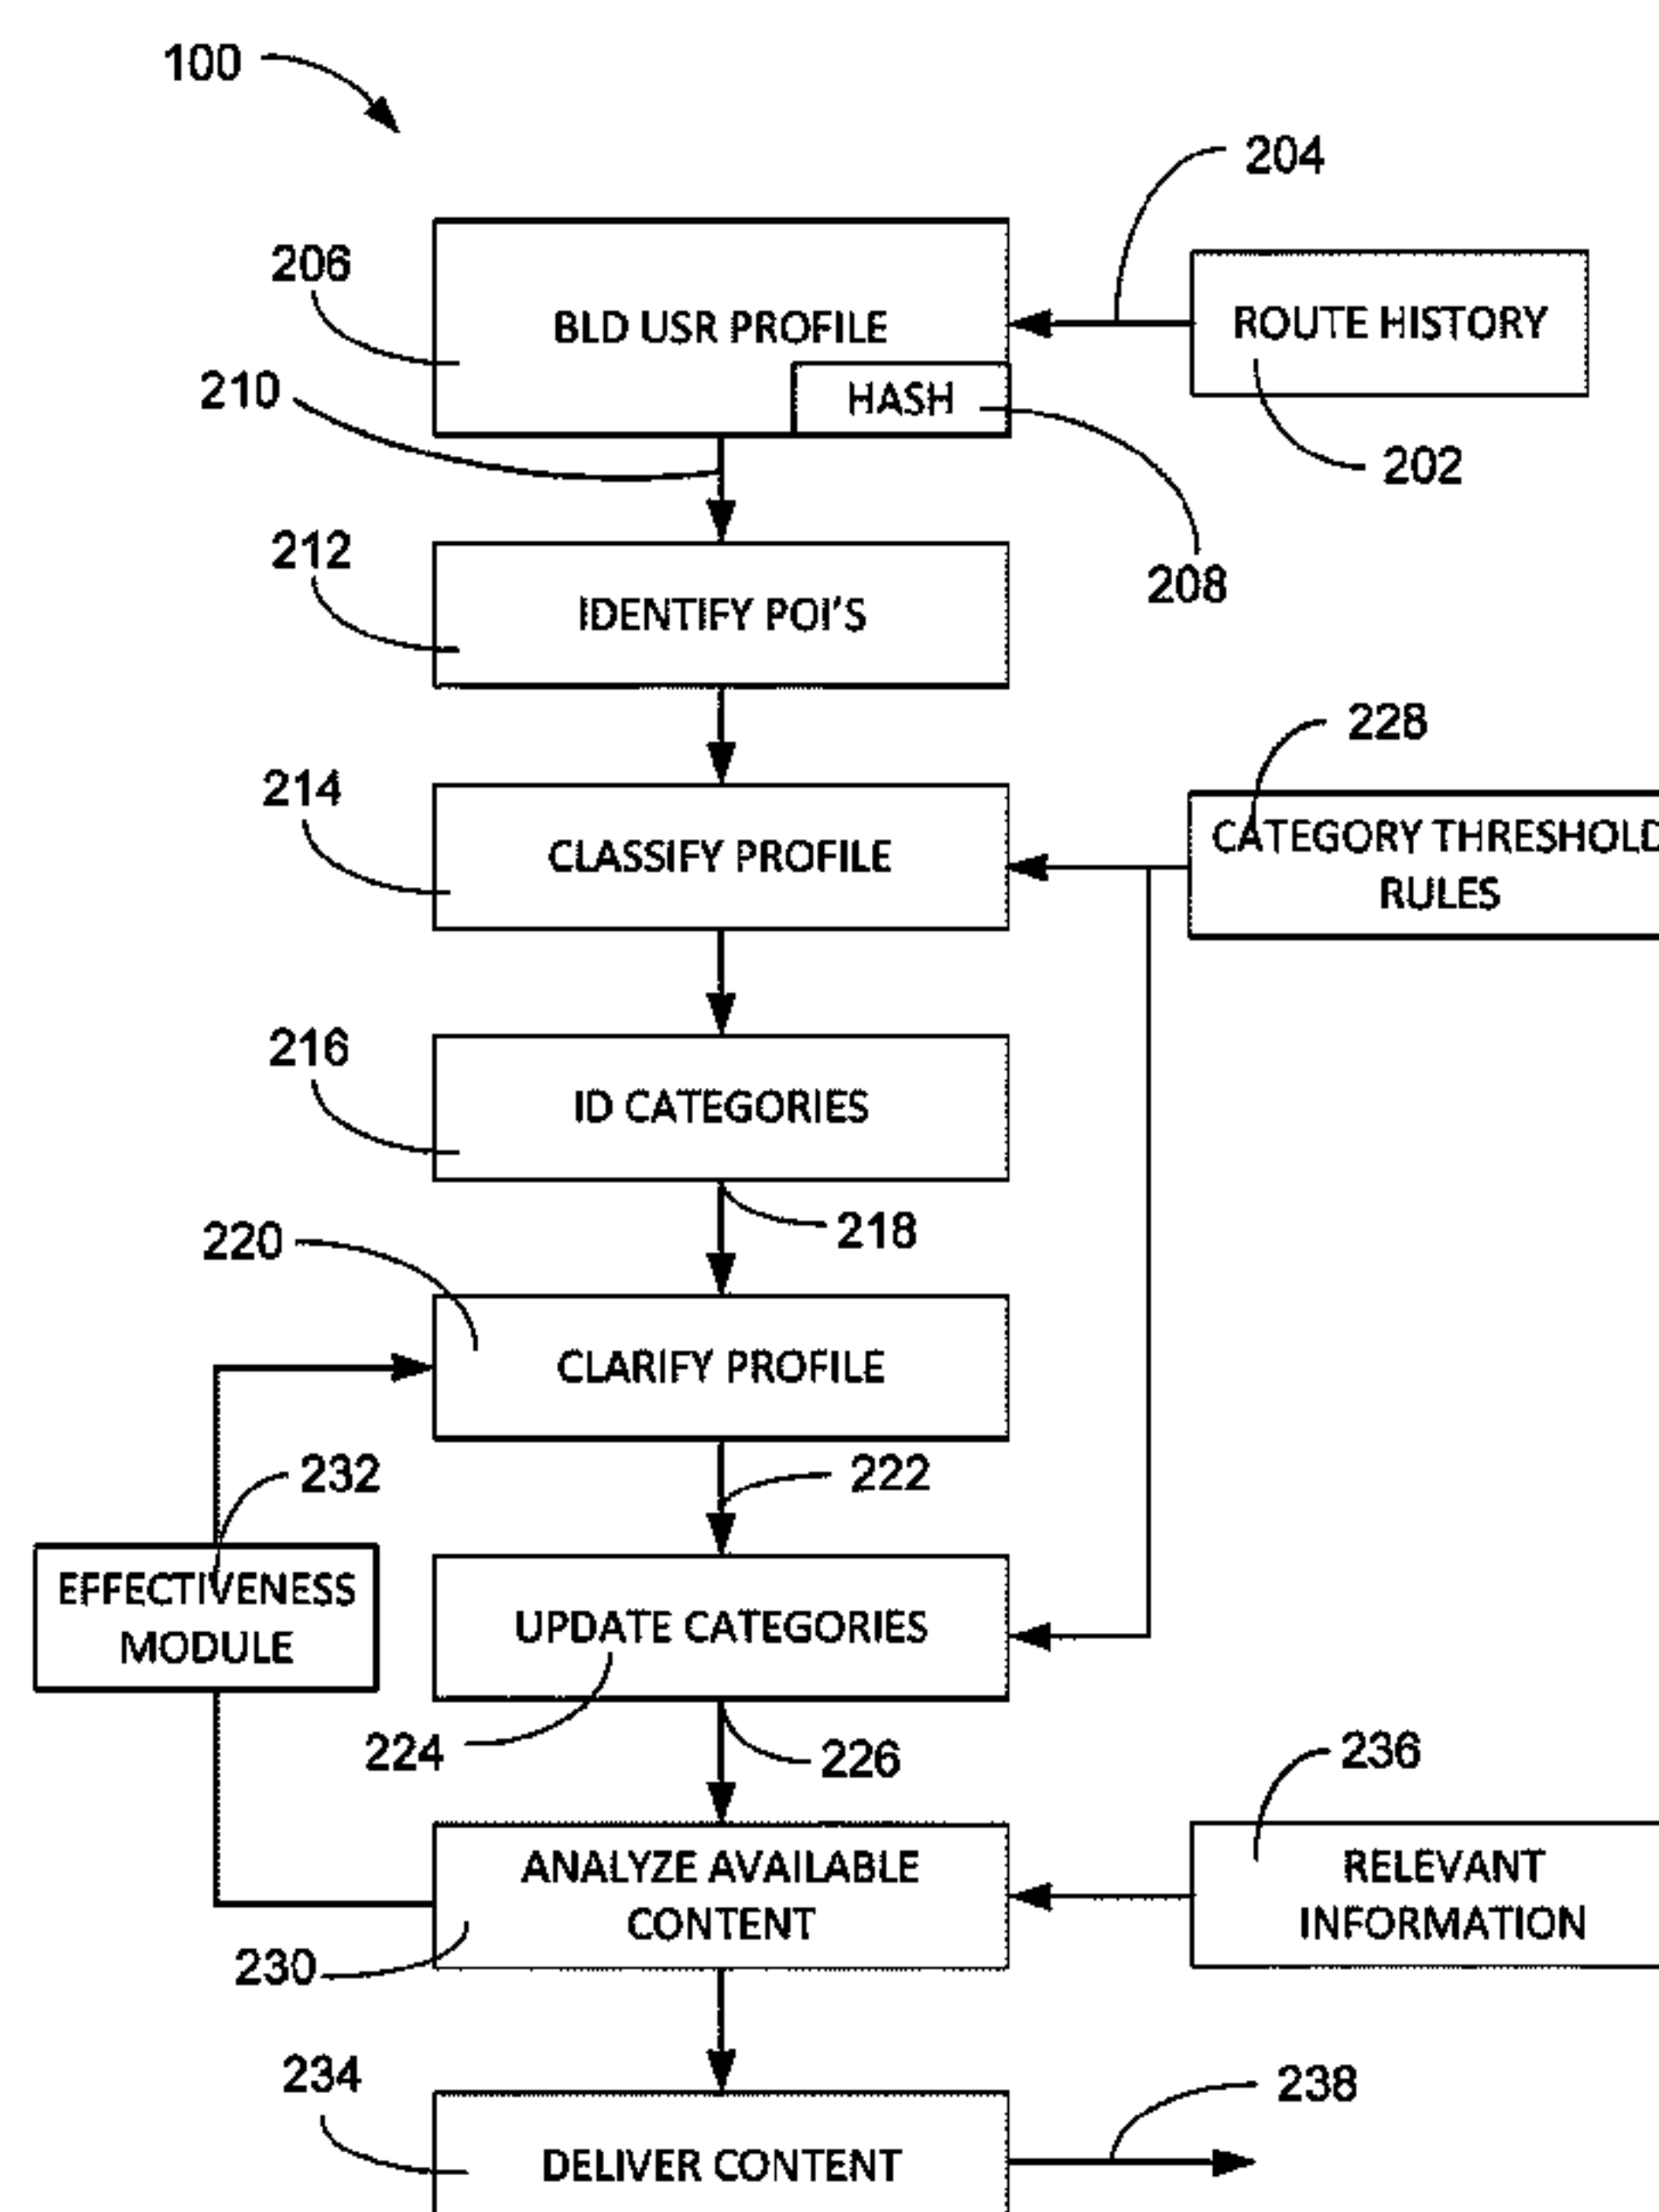 100
204
206
BLD USR PROFILE
ROUTE HISTORY
210
HASH
202
212
208
IDENTIFY POI'S
228
214
CATEGORY THRESHOLD
CLASSIFY PROFILE
RULES
216
ID CATEGORIES
218
220
CLARIFY PROFILE
232
222
EFFECTIVENESS
MODULE
UPDATE CATEGORIES
224
226
236
ANALYZE AVAILABLE
CONTENT
RELEVANT
INFORMATION
230
234
238
DELIVER CONTENT